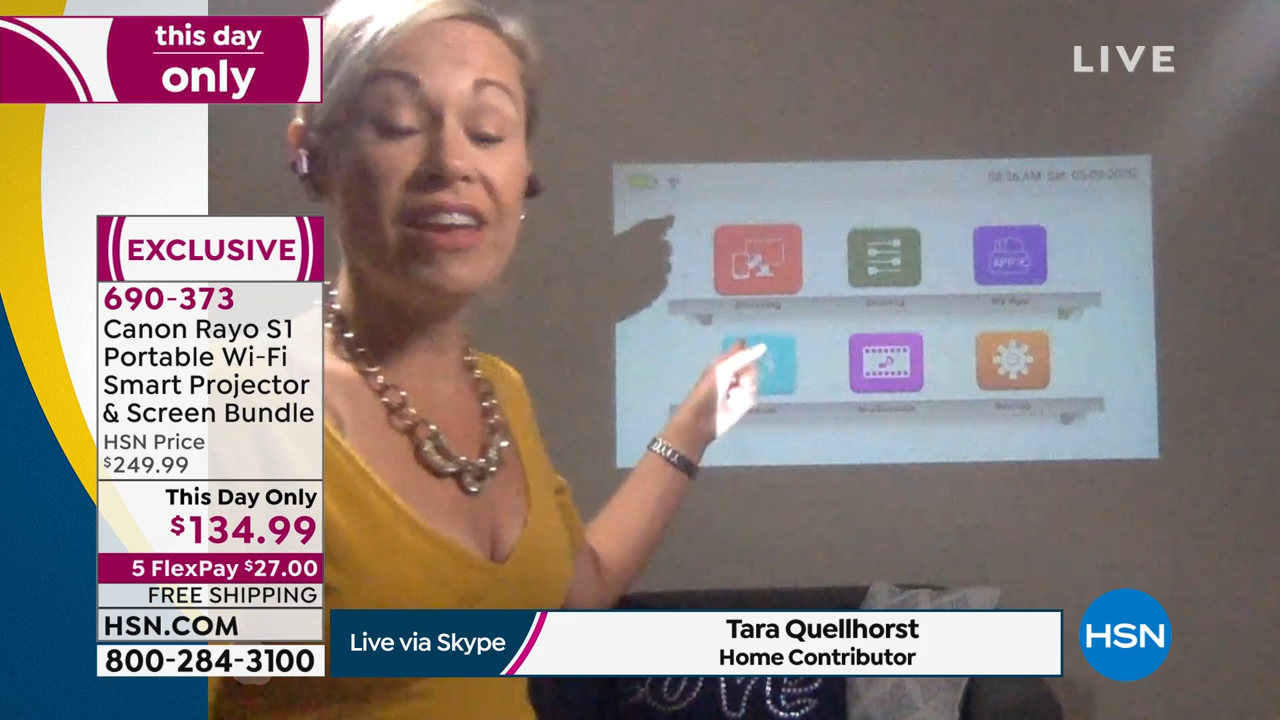 this day
only
LIVE
EXCLUSIVE
690-373
Canon Rayo S1
Portable Wi-Fi
Smart Projector
& Screen Bundle
HSN Price
$249.99
This Day Only
$134.99
5 FlexPay $27.00
FREE SHIPPING
HSN.COM
800-284-3100
APP
Live via Skype
Tara Quellhorst
Home Contributor
HSN